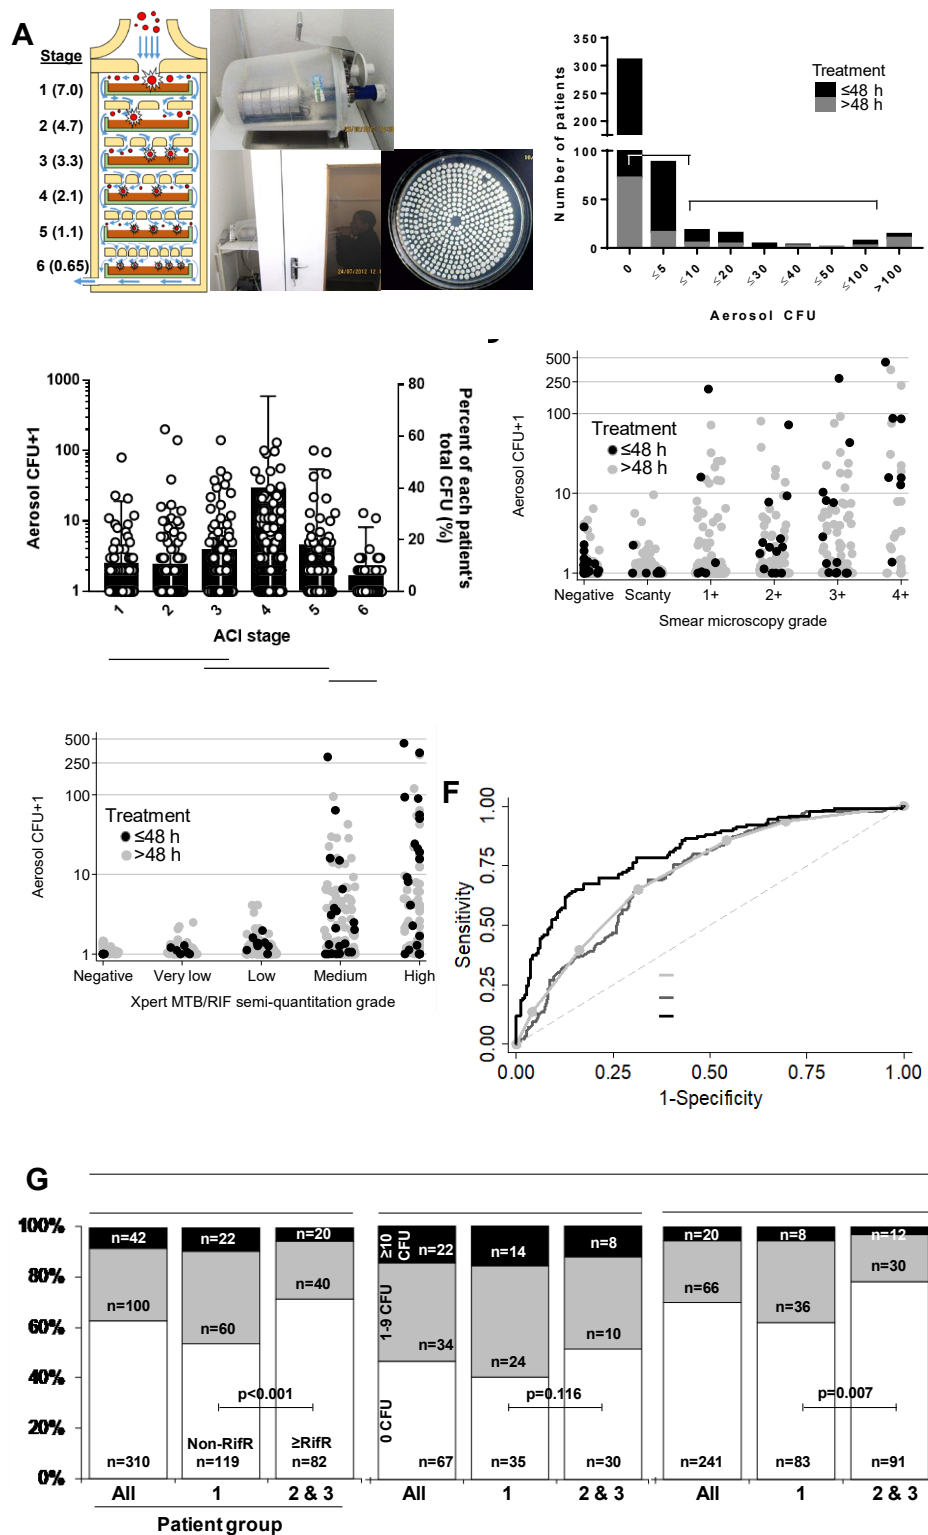 A
Stage
1 (7.0)
2 (4.7)
3 (3.3)
4 (2.1)
5 (1.1)
6 (0.65)
24/07/2012 12
Number of patients
350
300
250
200
100
50
0
Treatment
≤48 h
>48 h
0
≤5
≤10
≤20
≤30
≤40
≤50
≤100
>100
Aerosol CFU
Aerosol CFU+1
1000
100
10
1
80
60
40
20
0
Percent of each patient's
total CFU (%)
1
2
3
4
5
6
ACI stage
Aerosol CFU+1
500
250
100
10
1
Treatment
≤48 h
>48 h
Negative Scanty 1+ 2+ 3+ 4+
Smear microscopy grade
Aerosol CFU+1
500
250
100
10
1
Treatment
≤48 h
>48 h
Negative Very low Low Medium High
Xpert MTB/RIF semi-quantitation grade
F
Sensitivity
1.00
0.75
0.50
0.25
0.00
0.00 0.25 0.50 0.75 1.00
1-Specificity
G
100%
80%
60%
40%
20%
0%
n=42
n=100
n=310
n=22
n=60
Non-RifR
n=119
n=20
n=40
≥RifR
n=82
p<0.001
≥10
CFU
n=22
1-9 CFU
n=34
0 CFU
n=67
n=14
n=24
n=35
n=8
n=10
n=30
p=0.116
n=20
n=66
n=241
n=8
n=36
n=83
n=12
n=30
n=91
p=0.007
All 1 2 & 3
All 1 2 & 3
All 1 2 & 3
Patient group